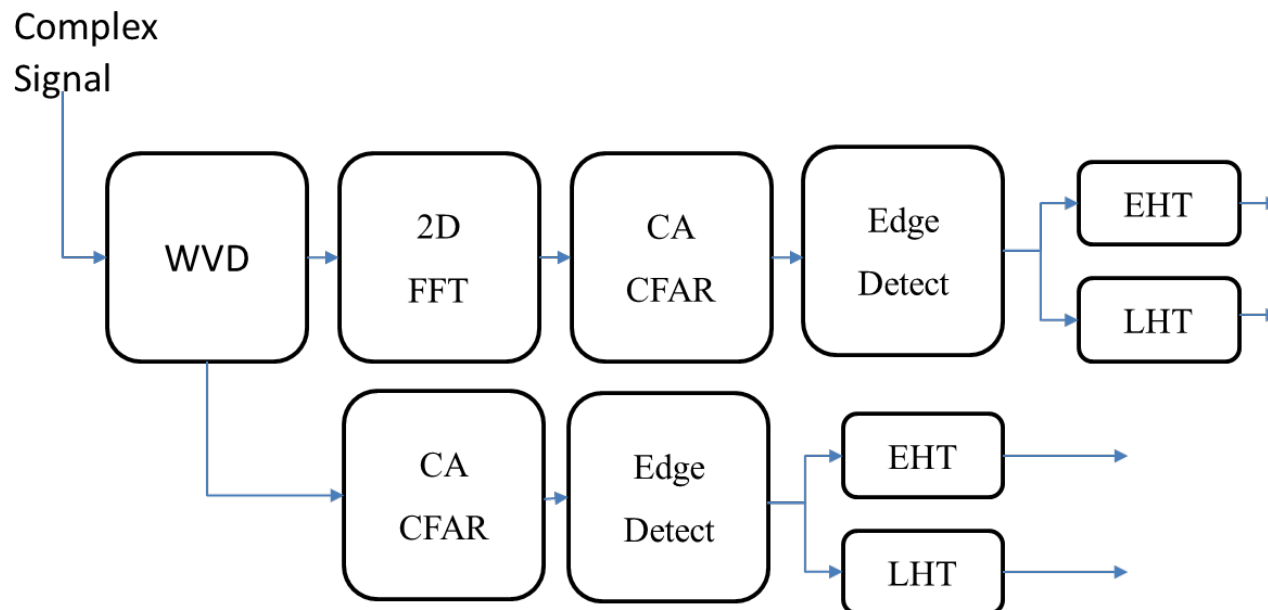 Complex
Signal
WVD
2D
FFT
CA
CFAR
Edge
Detect
EHT
LHT
CA
CFAR
Edge
Detect
EHT
LHT